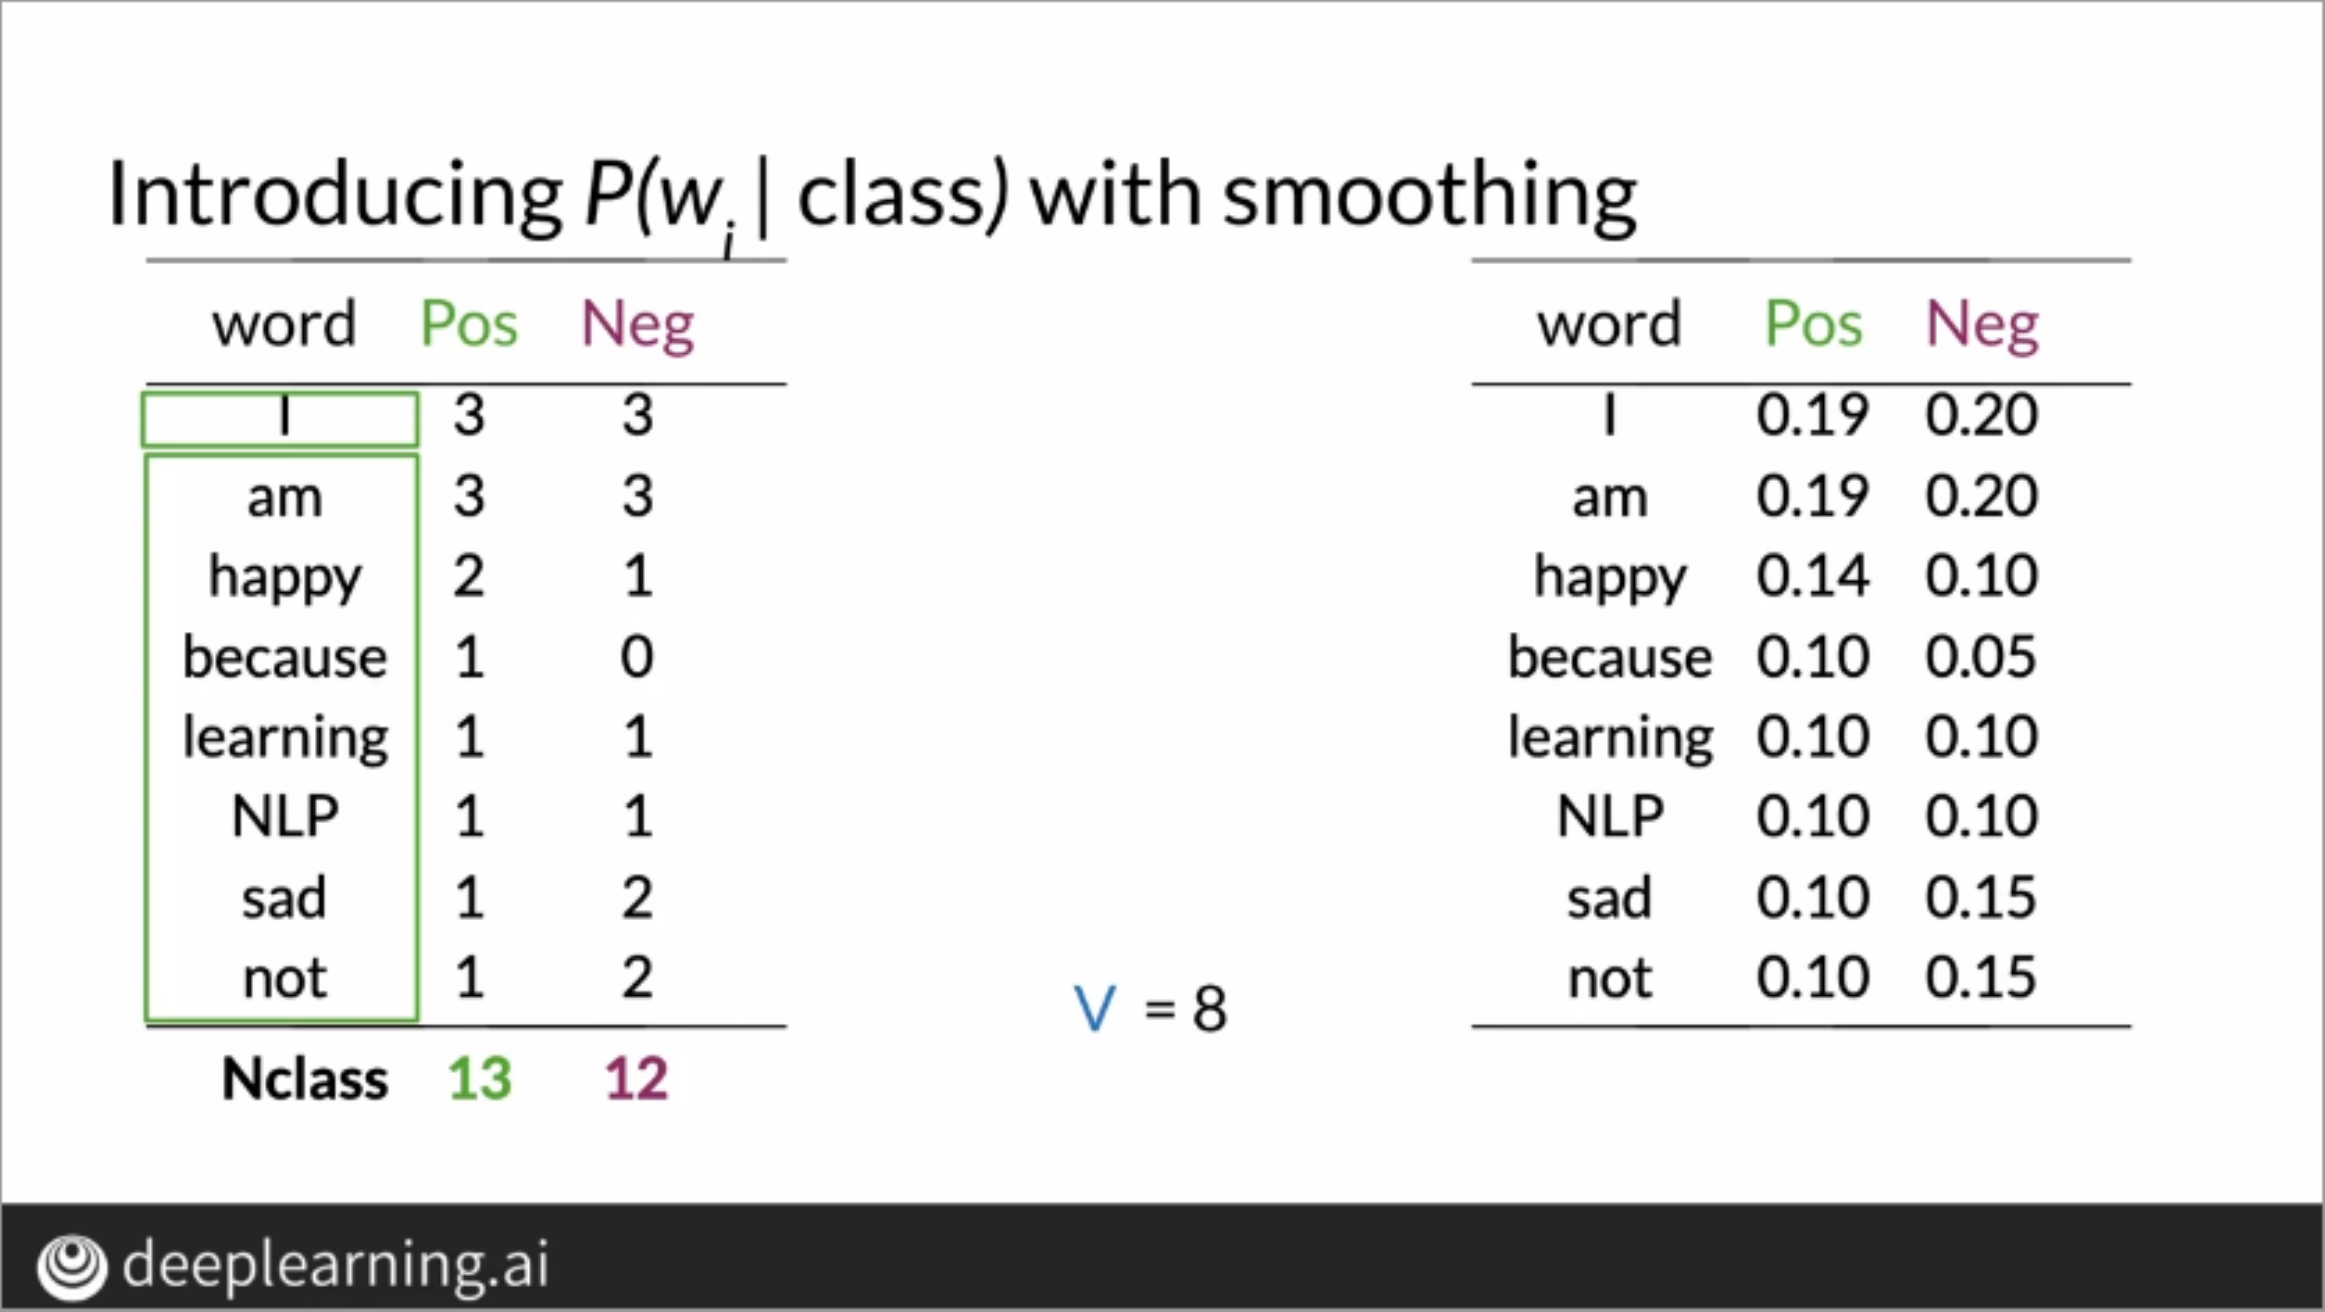 Introducing P(wi | class) with smoothing
word Pos Neg
I 3 3
am 3 3
happy 2 1
because 1 0
learning 1 1
NLP 1 1
sad 1 2
not 1 2
Nclass 13 12
V = 8
word Pos Neg
I 0.19 0.20
am 0.19 0.20
happy 0.14 0.10
because 0.10 0.05
learning 0.10 0.10
NLP 0.10 0.10
sad 0.10 0.15
not 0.10 0.15
deeplearning.ai